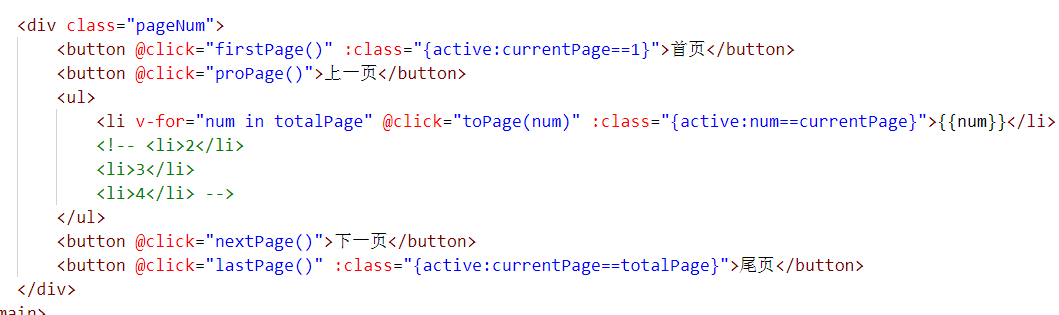 <div class="pageNum">
<button @click="firstPage()" :class="{active:currentPage==1}">首页</button>
<button @click="proPage()">上一页</button>
<ul>
<li v-for="num in totalPage" @click="toPage(num)" :class="{active:num==currentPage}">{{num}}</li>
<!-- <li>2</li>
<li>3</li>
<li>4</li> -->
</ul>
<button @click="nextPage()">下一页</button>
<button @click="lastPage()" :class="{active:currentPage==totalPage}">尾页</button>
</div>
main>